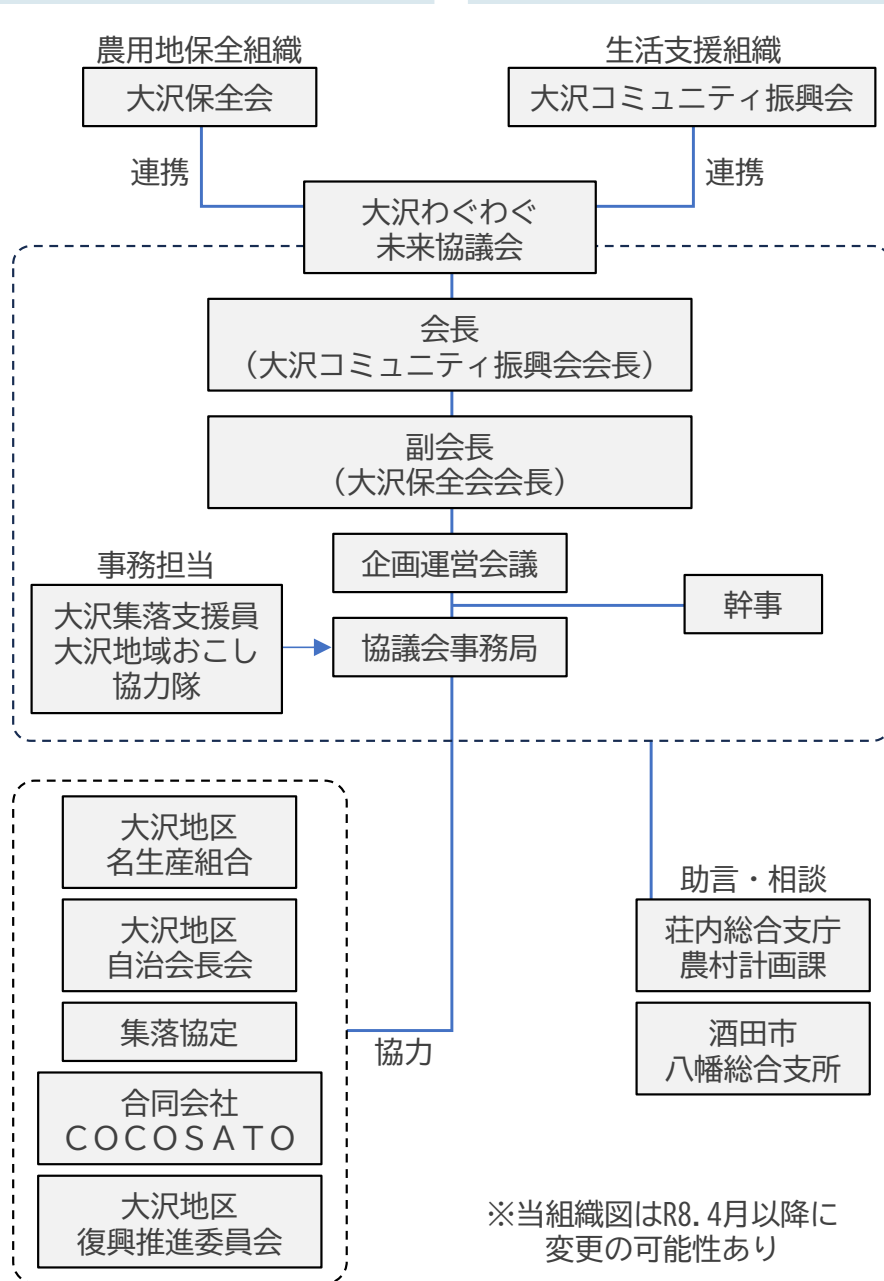 農用地保全組織
大沢保全会
生活支援組織
大沢コミュニティ振興会
連携
連携
大沢わぐわぐ
未来協議会
会長
（大沢コミュニティ振興会会長）
副会長
（大沢保全会会長）
企画運営会議
幹事
事務担当
大沢集落支援員
大沢地域おこし
協力隊
協議会事務局
大沢地区
名生産組合
大沢地区
自治会長会
集落協定
合同会社
ＣＯＣＯＳＡＴＯ
大沢地区
復興推進委員会
協力
助言・相談
荘内総合支庁
農村計画課
酒田市
八幡総合支所
※当組織図はR8.4月以降に
変更の可能性あり